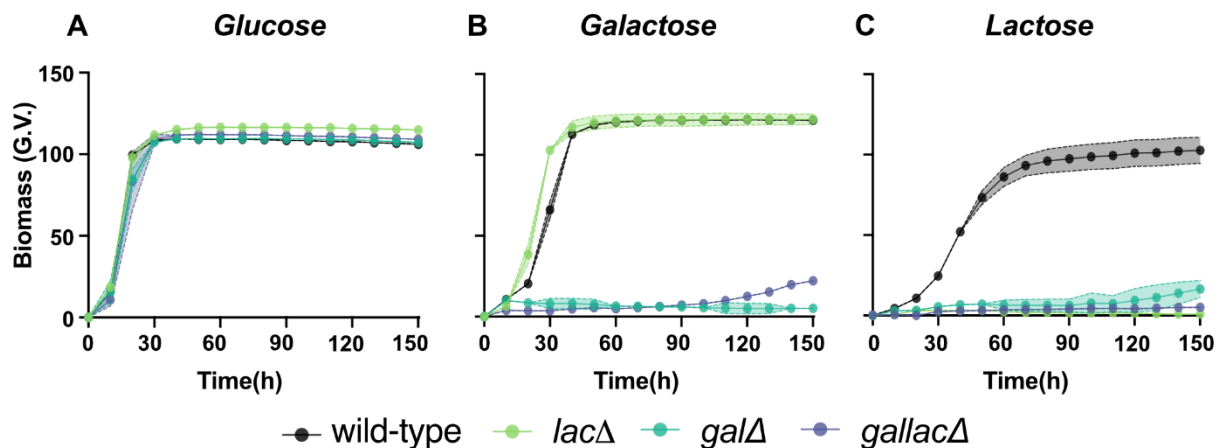 A Glucose
B Galactose
C Lactose
Biomass (G.V.)
150
100
50
0
0 30 60 90 120 150
0 30 60 90 120 150
0 30 60 90 120 150
Time(h)
Time(h)
Time(h)
wild-type lacΔ galΔ gallacΔ